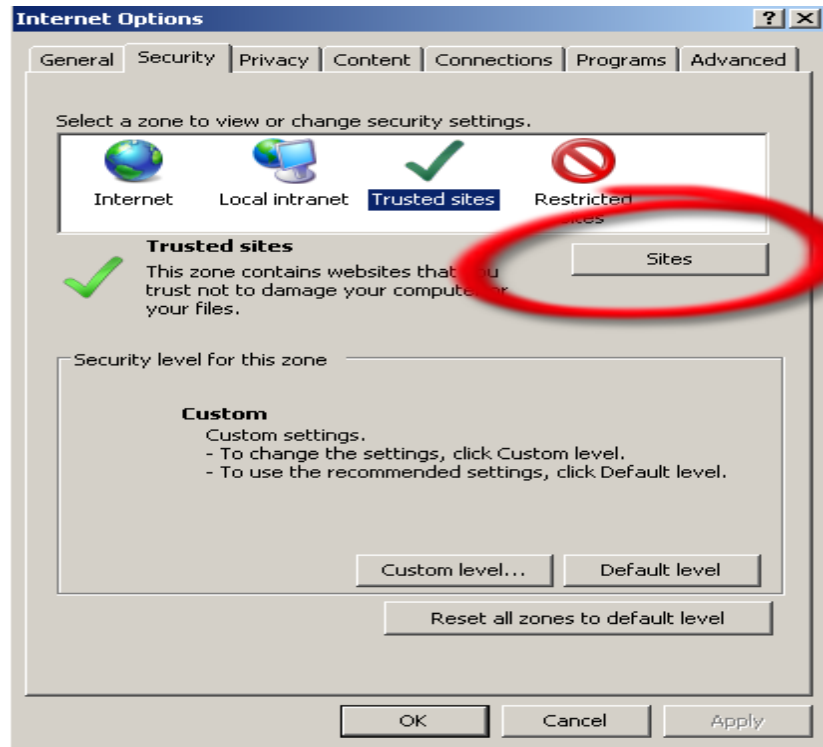 Internet Options
General Security Privacy Content Connections Programs Advanced
Select a zone to view or change security settings.
Internet Local intranet Trusted sites Restricted
Trusted sites
Sites
This zone contains websites that you
trust not to damage your computer or
your files.
Security level for this zone
Custom
Custom settings.
- To change the settings, click Custom level.
- To use the recommended settings, click Default level.
Custom level... Default level
Reset all zones to default level
OK Cancel Apply